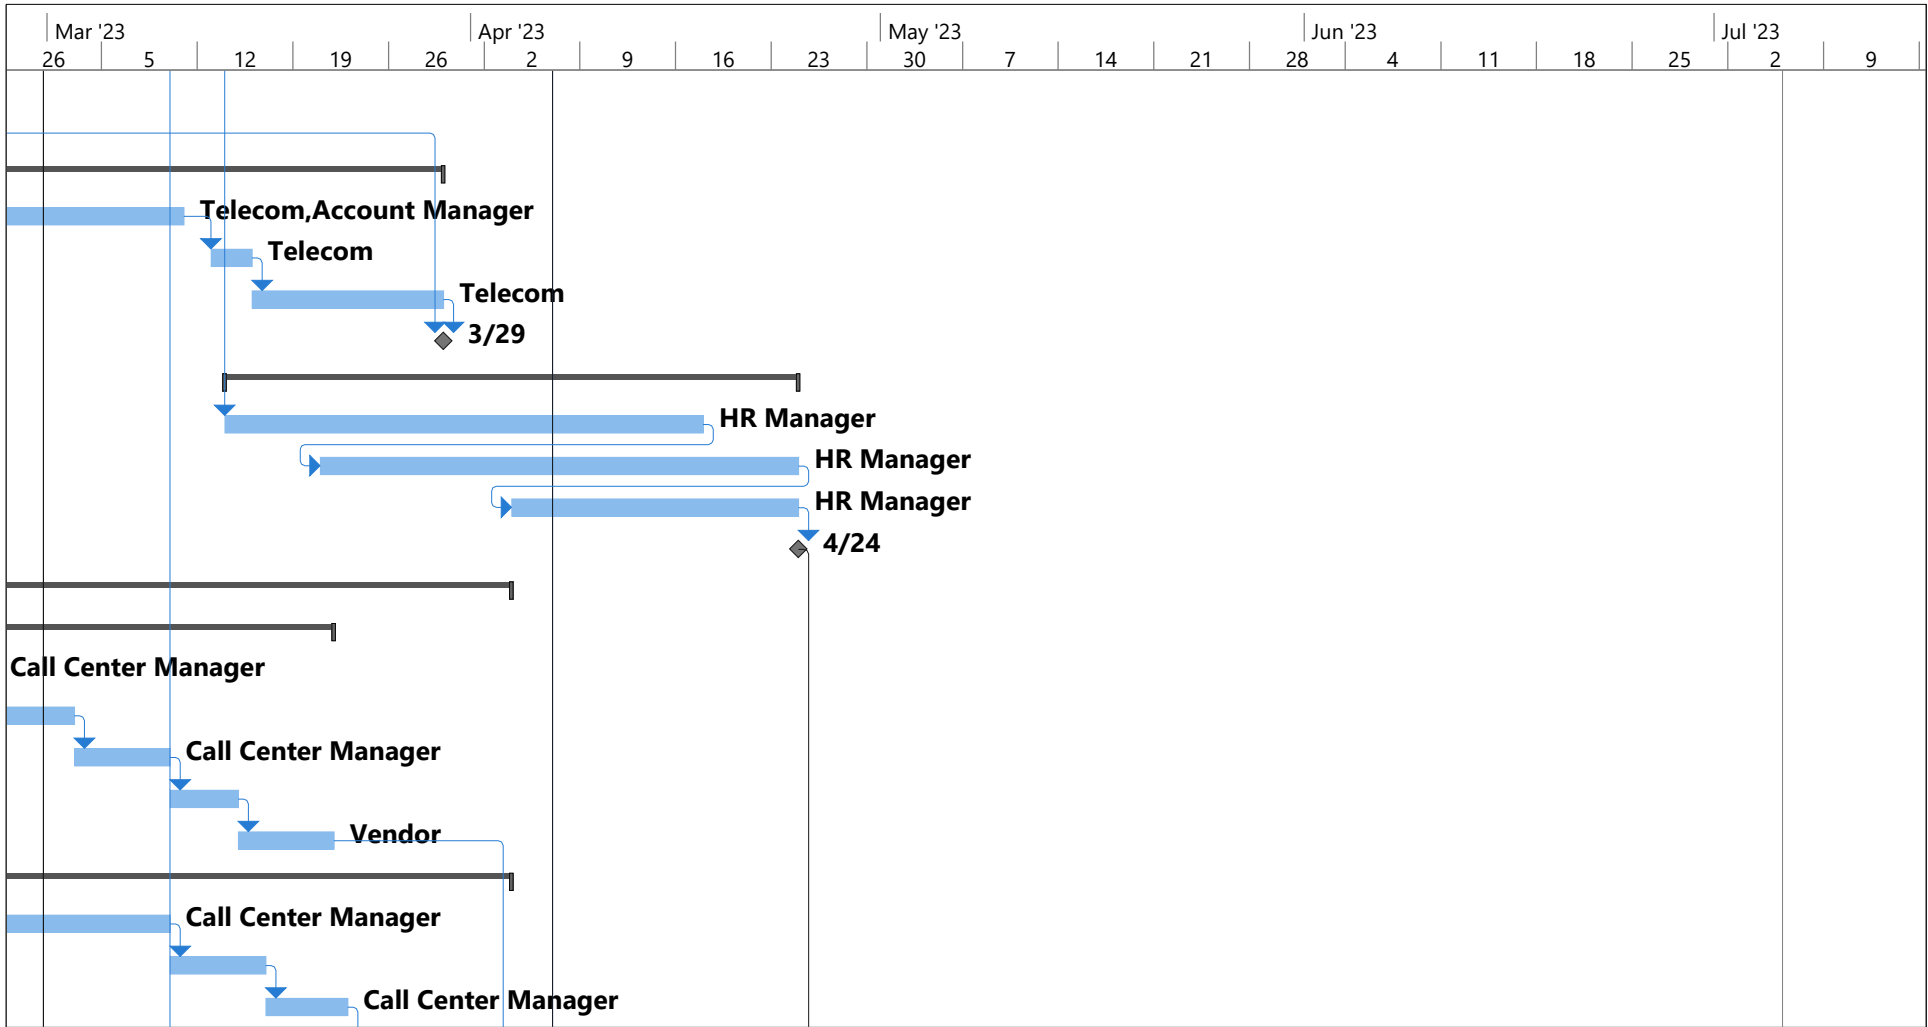 Mar '23 Apr '23 May '23 Jun '23 Jul '23
26 5 12 19 26 2 9 16 23 30 7 14 21 28 4 11 18 25 2 9
Telecom,Account Manager
Telecom
Telecom
3/29
HR Manager
HR Manager
HR Manager
4/24
Call Center Manager
Call Center Manager
Vendor
Call Center Manager
Call Center Manager